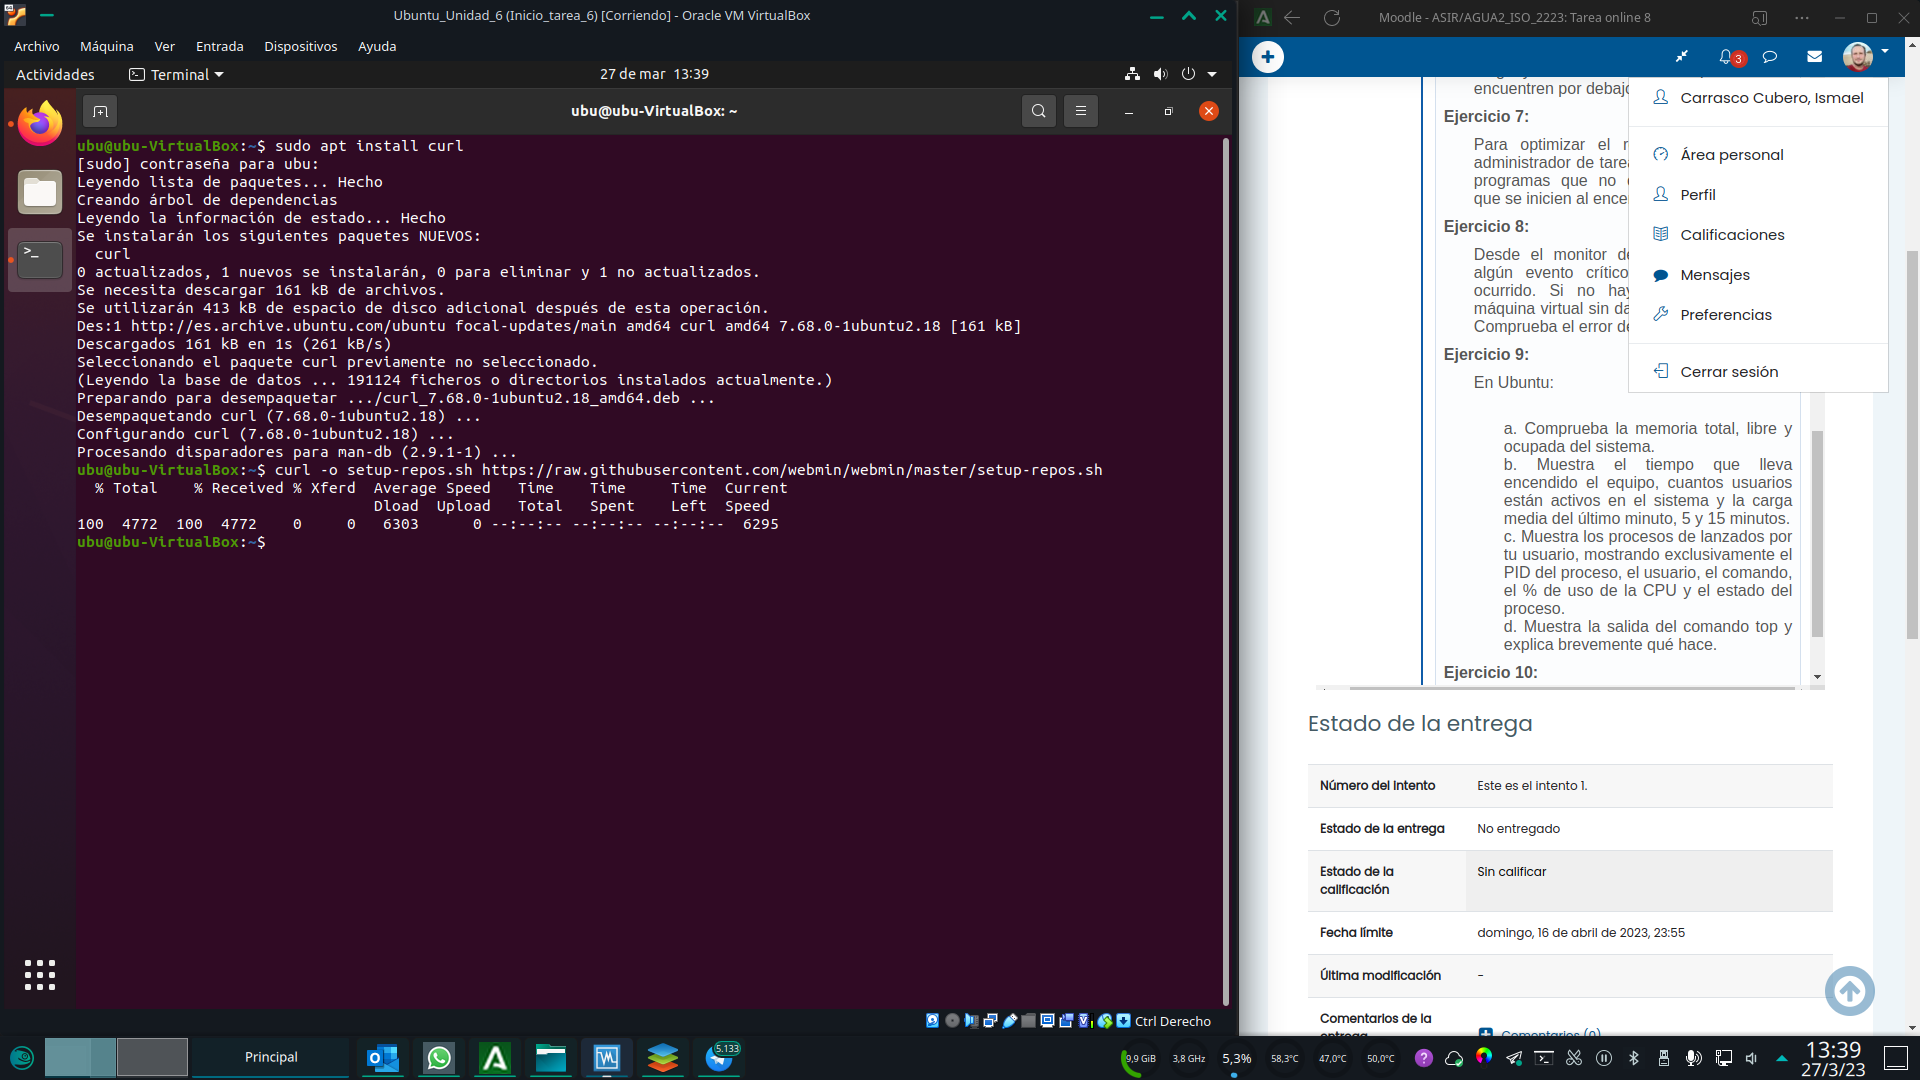 Ubuntu_Unidad_6 (Inicio_tarea_6) [Corriendo] - Oracle VM VirtualBox
Archivo Máquina Ver Entrada Dispositivos Ayuda
Actividades Terminal 27 de mar 13:39
ubu@ubu-VirtualBox: ~
ubu@ubu-VirtualBox:~$ sudo apt install curl
[sudo] contraseña para ubu:
Leyendo lista de paquetes... Hecho
Creando árbol de dependencias
Leyendo la información de estado... Hecho
Se instalarán los siguientes paquetes NUEVOS:
curl
0 actualizados, 1 nuevos se instalarán, 0 para eliminar y 1 no actualizados.
Se necesita descargar 161 kB de archivos.
Se utilizarán 413 kB de espacio de disco adicional después de esta operación.
Des:1 http://es.archive.ubuntu.com/ubuntu focal-updates/main amd64 curl amd64 7.68.0-1ubuntu2.18 [161 kB]
Descargados 161 kB en 1s (261 kB/s)
Seleccionando el paquete curl previamente no seleccionado.
(Leyendo la base de datos ... 191124 ficheros o directorios instalados actualmente.)
Preparando para desempaquetar .../curl_7.68.0-1ubuntu2.18_amd64.deb ...
Desempaquetando curl (7.68.0-1ubuntu2.18) ...
Configurando curl (7.68.0-1ubuntu2.18) ...
Procesando disparadores para man-db (2.9.1-1) ...
ubu@ubu-VirtualBox:~$ curl -o setup-repos.sh https://raw.githubusercontent.com/webmin/webmin/master/setup-repos.sh
% Total % Received % Xferd Average Speed Time Time Time Current
Dload Upload Total Spent Left Speed
100 4772 100 4772 0 0 6303 0 --:--:-- --:--:-- --:--:-- 6295
ubu@ubu-VirtualBox:~$
Ctrl Derecho
Moodle - ASIR/AGUA2_ISO_2223: Tarea online 8
3
encuentren por debajo
Ejercicio 7:
Para optimizar el
administrador de tarea
programas que no
que se inicien al
Ejercicio 8:
Desde el monitor
algún evento crítico
ocurrido. Si no
máquina virtual sin
Comprueba el error
Carrasco Cubero, Ismael
Área personal
Perfil
Calificaciones
Mensajes
Preferencias
Cerrar sesión
Ejercicio 9:
En Ubuntu:
a. Comprueba la memoria total, libre y
ocupada del sistema.
b. Muestra el tiempo que lleva
encendido el equipo, cuantos usuarios
están activos en el sistema y la carga
media del último minuto, 5 y 15 minutos.
c. Muestra los procesos de lanzados por
tu usuario, mostrando exclusivamente el
PID del proceso, el usuario, el comando,
el % de uso de la CPU y el estado del
proceso.
d. Muestra la salida del comando top y
explica brevemente qué hace.
Ejercicio 10:
Estado de la entrega
Número del intento Este es el intento 1.
Estado de la entrega No entregado
Estado de la
calificación Sin calificar
Fecha límite domingo, 16 de abril de 2023, 23:55
Última modificación -
Comentarios de la
entrega Comentarios (0)
Principal 5.133 9,9 GiB 3,8 GHz 5,3% 58,3°C 47,0°C 50,0°C 13:39
27/3/23